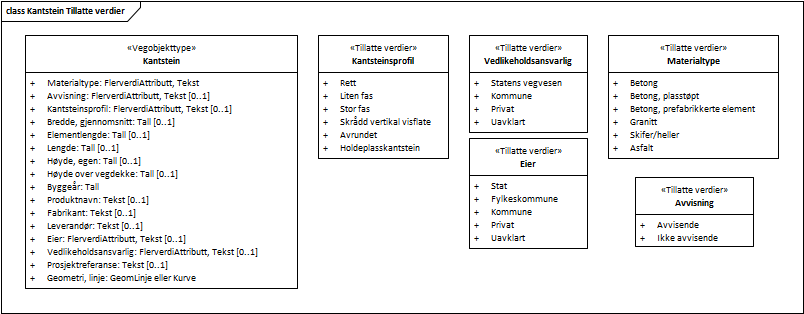 class Kantstein Tillatte verdier
«Vegobjekttype»
Kantstein
+ Materialtype: FlerverdiAttributt, Tekst
+ Avvisning: FlerverdiAttributt, Tekst [0..1]
+ Kantsteinsprofil: FlerverdiAttributt, Tekst [0..1]
+ Bredde, gjennomsnitt: Tall [0..1]
+ Elementlengde: Tall [0..1]
+ Lengde: Tall [0..1]
+ Høyde, egen: Tall [0..1]
+ Høyde over vegdekke: Tall [0..1]
+ Byggeår: Tall
+ Produktnavn: Tekst [0..1]
+ Fabrikant: Tekst [0..1]
+ Leverandør: Tekst [0..1]
+ Eier: FlerverdiAttributt, Tekst [0..1]
+ Vedlikeholdsansvarlig: FlerverdiAttributt, Tekst [0..1]
+ Prosjektreferanse: Tekst [0..1]
+ Geometri, linje: GeomLinje eller Kurve
«Tillatte verdier»
Kantsteinsprofil
+ Rett
+ Liten fas
+ Stor fas
+ Skrådd vertikal visflate
+ Avrundet
+ Holdeplasskantstein
«Tillatte verdier»
Vedlikeholdsansvarlig
+ Statens vegvesen
+ Kommune
+ Privat
+ Uavklart
«Tillatte verdier»
Eier
+ Stat
+ Fylkeskommune
+ Kommune
+ Privat
+ Uavklart
«Tillatte verdier»
Materialtype
+ Betong
+ Betong, plasstøpt
+ Betong, prefabrikkerte element
+ Granitt
+ Skifer/heller
+ Asfalt
«Tillatte verdier»
Avvisning
+ Avvisende
+ Ikke avvisende